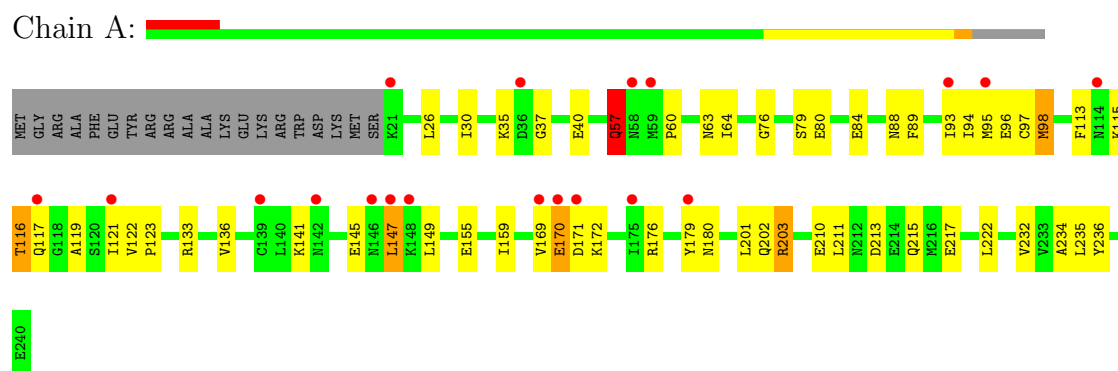 Chain A:
MET GLY ARG ALA PHE GLU TYR ARG ARG ALA ALA LYS GLU LYS ARG TRP ASP LYS MET SER K21 L26 I30 K35 D36 G37 E40 Q57 N58 M59 P60 N63 I64 G76 S79 E80 E84 N88 F89 I93 I94 M95 E96 C97 M98 F113 N114 K115
T116 Q117 G118 A119 S120 I121 V122 P123 R133 V136 C139 L140 K141 N142 E145 N146 L147 K148 L149 E155 I159 V169 E170 D171 K172 I175 R176 Y179 N180 L201 Q202 R203 E210 L211 N212 D213 E214 Q215 M216 E217 L222 V232 V233 A234 L235 Y236
E240